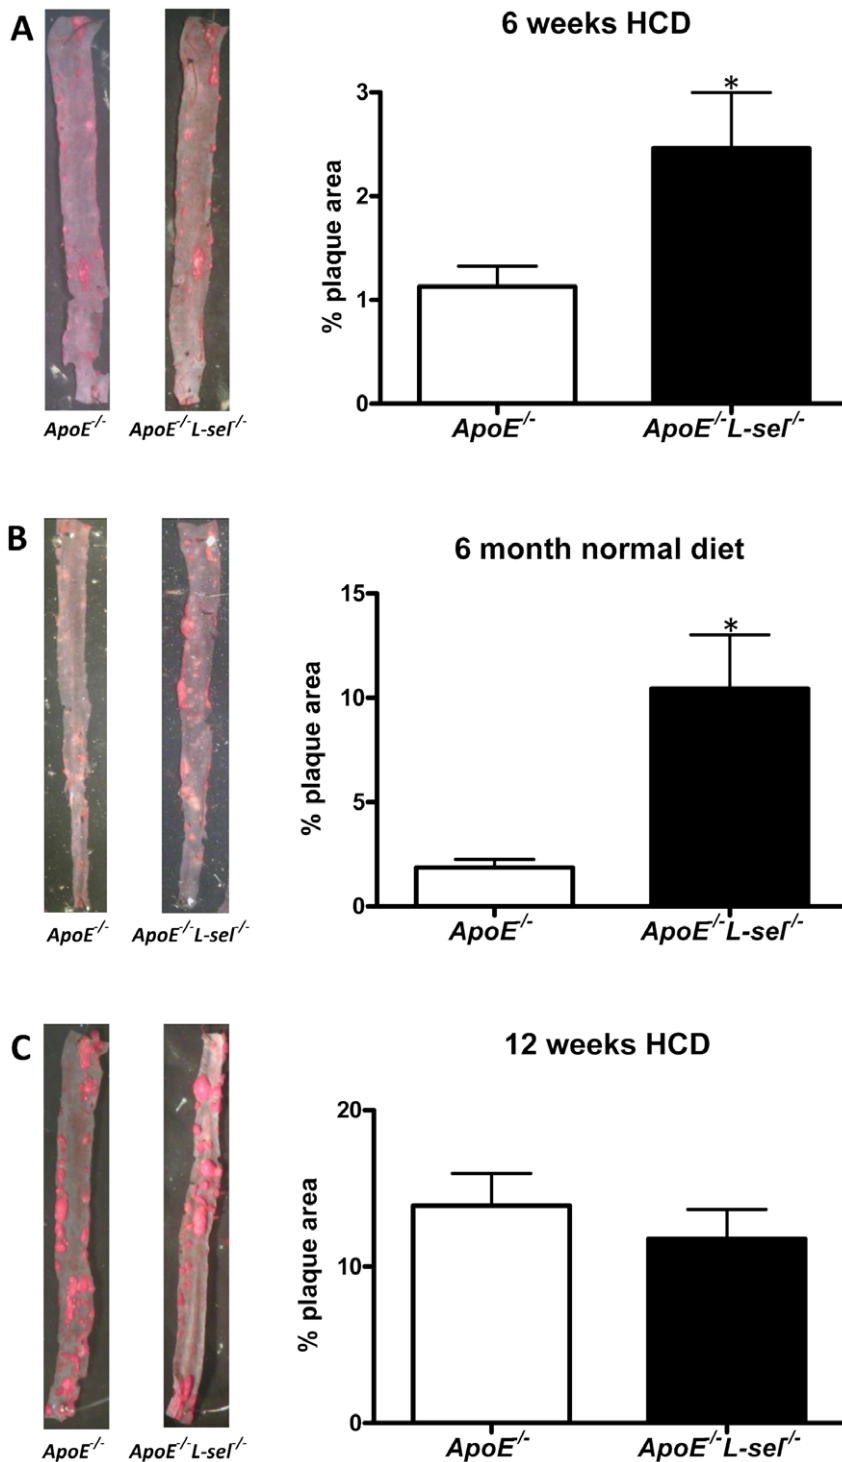 A
6 weeks HCD
% plaque area
3
2
1
0
*
ApoE-/-
ApoE-/-L-sel-/-
ApoE-/-
ApoE-/-L-sel-/-
B
6 month normal diet
% plaque area
15
10
5
0
*
ApoE-/-
ApoE-/-L-sel-/-
ApoE-/-
ApoE-/-L-sel-/-
C
12 weeks HCD
% plaque area
20
10
0
ApoE-/-
ApoE-/-L-sel-/-
ApoE-/-
ApoE-/-L-sel-/-